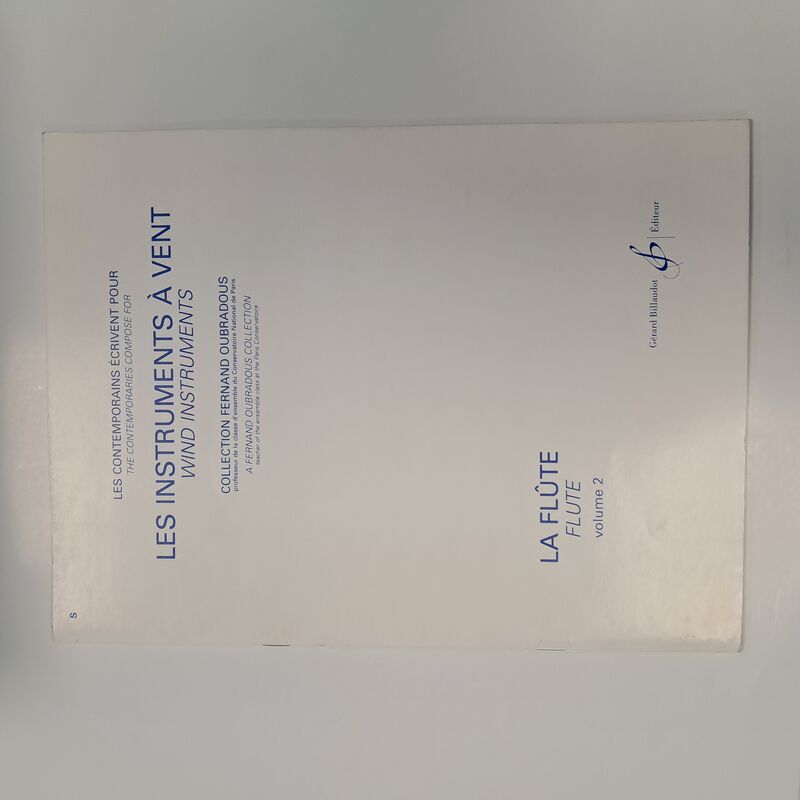 S
LES CONTEMPORAINS ÉCRIVENT POUR
THE CONTEMPORARIES COMPOSE FOR
LES INSTRUMENTS À VENT
WIND INSTRUMENTS
COLLECTION FERNAND OUBRADOUS
professeur de la classe d'ensemble du Conservatoire National de Paris
A FERNAND OUBRADOUS COLLECTION
teacher of the ensemble class at the Paris Conservatoire
LA FLÛTE
FLUTE
volume 2
Gérard Billaudot Éditeur